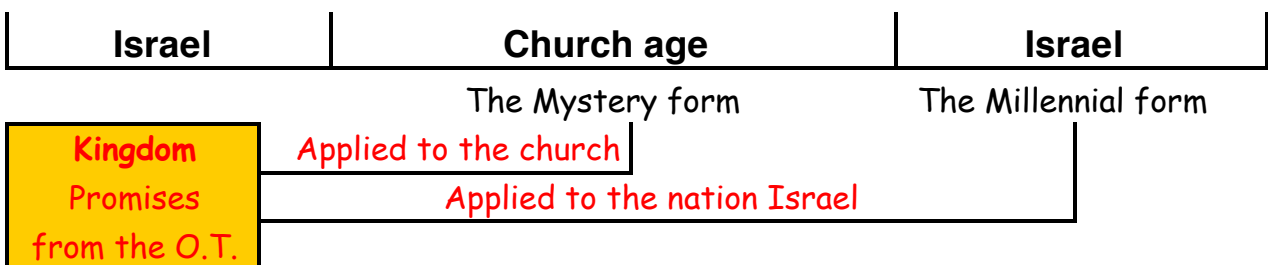 Israel Church age Israel
The Mystery form The Millennial form
Kingdom Applied to the church
Promises Applied to the nation Israel
from the O.T.